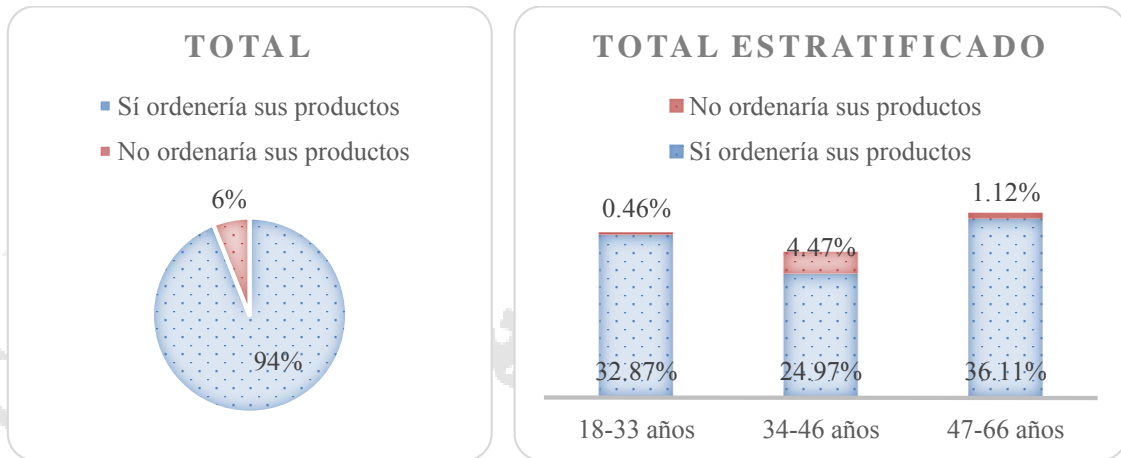 TOTAL
Sí ordenería sus productos
No ordenaría sus productos
6%
94%
TOTAL ESTRATIFICADO
No ordenaría sus productos
Sí ordenería sus productos
0.46%
4.47%
1.12%
32.87%
24.97%
36.11%
18-33 años
34-46 años
47-66 años